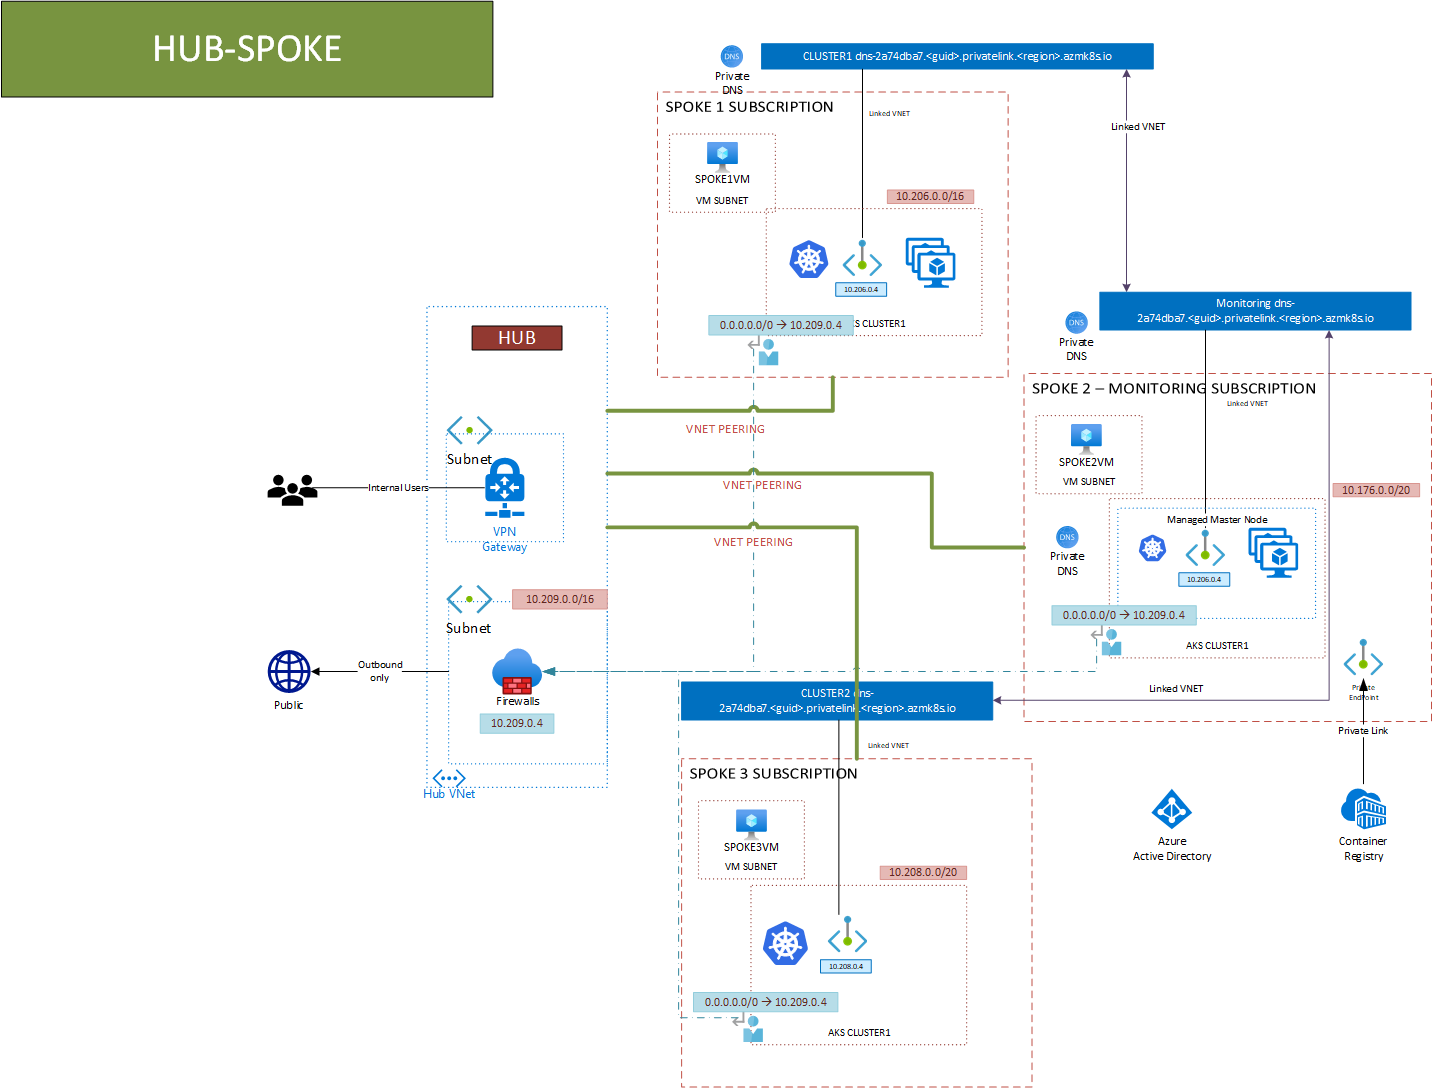 HUB-SPOKE
DNS
Private
DNS
CLUSTER1 dns-2a74dba7.<guid>.privatelink.<region>.azmk8s.io
SPOKE 1 SUBSCRIPTION
Linked VNET
Linked VNET
SPOKE1VM
VM SUBNET
10.206.0.0/16
10.206.0.4
0.0.0.0.0/0 → 10.209.0.4
S CLUSTER1
HUB
VNET PEERING
Subnet
Internal Users
VPN
Gateway
VNET PEERING
VNET PEERING
DNS
Private
DNS
Monitoring dns-
2a74dba7.<guid>.privatelink.<region>.azmk8s.io
SPOKE 2 – MONITORING SUBSCRIPTION
Linked VNET
SPOKE2VM
VM SUBNET
10.176.0.0/20
Managed Master Node
DNS
Private
DNS
10.206.0.4
0.0.0.0.0/0 → 10.209.0.4
AKS CLUSTER1
10.209.0.0/16
Subnet
Outbound
only
Public
Firewalls
10.209.0.4
Hub VNet
CLUSTER2 dns-
2a74dba7.<guid>.privatelink.<region>.azmk8s.io
Linked VNET
Private
Endpoint
Private Link
Linked VNET
SPOKE 3 SUBSCRIPTION
SPOKE3VM
VM SUBNET
10.208.0.0/20
10.208.0.4
0.0.0.0.0/0 → 10.209.0.4
AKS CLUSTER1
Azure
Active Directory
Container
Registry